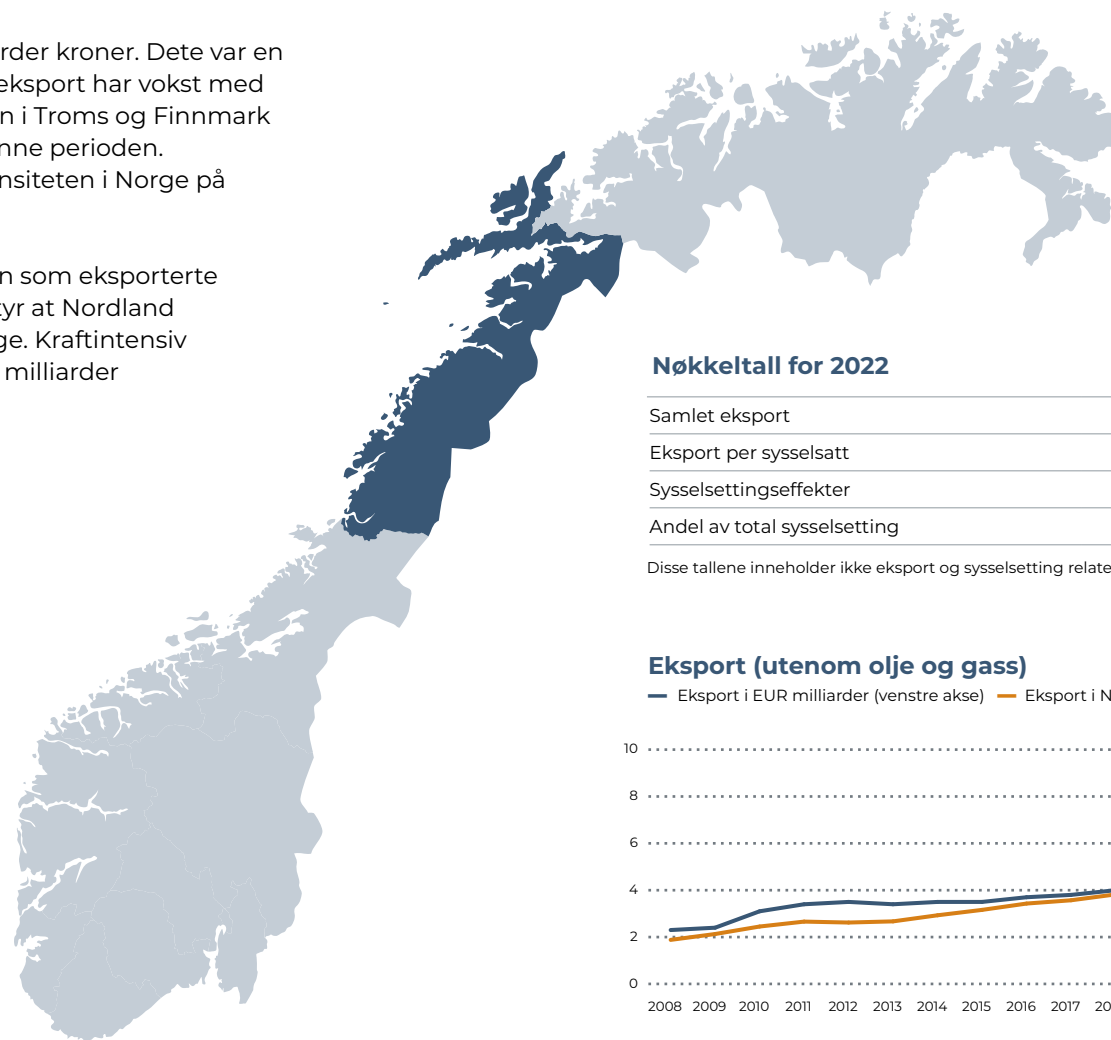 rder kroner. Dete var en
eksport har vokst med
n i Troms og Finnmark
nne perioden.
nsiteten i Norge på
n som eksporterte
tyr at Nordland
ge. Kraftintensiv
milliarder
Nøkkeltall for 2022
Samlet eksport
Eksport per sysselsatt
Sysselsettingseffekter
Andel av total sysselsetting
Disse tallene inneholder ikke eksport og sysselsetting relate
Eksport (utenom olje og gass)
Eksport i EUR milliarder (venstre akse) Eksport i N
10
8
6
4
2
0
2008 2009 2010 2011 2012 2013 2014 2015 2016 2017 20